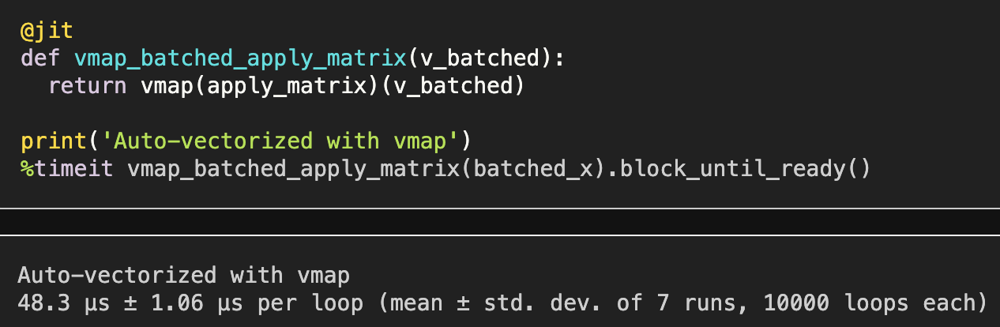 @jit
def vmap_batched_apply_matrix(v_batched):
  return vmap(apply_matrix)(v_batched)
print('Auto-vectorized with vmap')
%timeit vmap_batched_apply_matrix(batched_x).block_until_ready()
Auto-vectorized with vmap
48.3 µs ± 1.06 µs per loop (mean ± std. dev. of 7 runs, 10000 loops each)